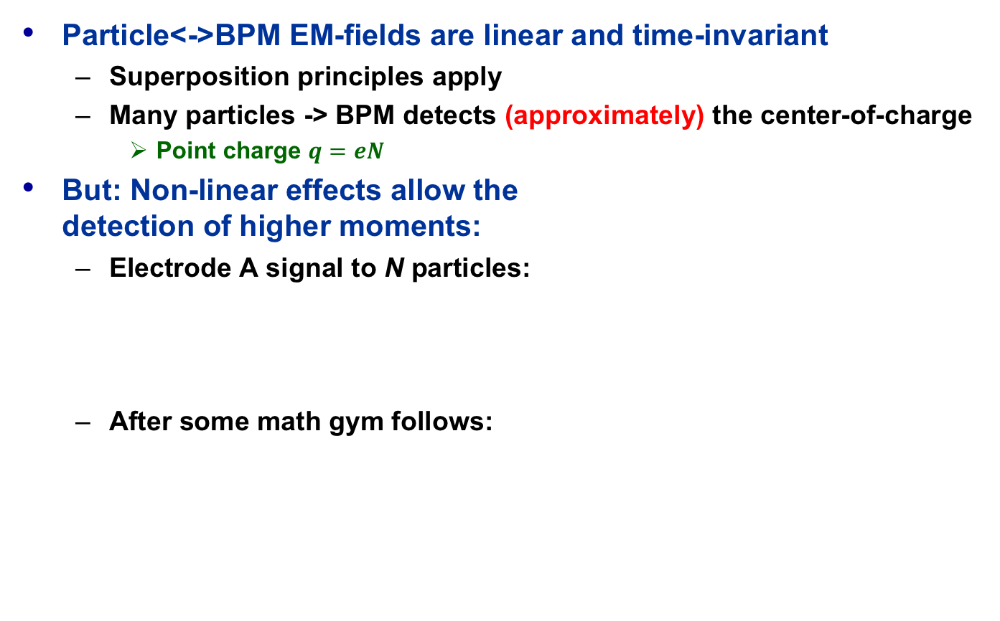 • Particle<->BPM EM-fields are linear and time-invariant
– Superposition principles apply
– Many particles -> BPM detects (approximately) the center-of-charge
➢ Point charge 𝒒 = 𝒆𝑵
• But: Non-linear effects allow the
detection of higher moments:
– Electrode A signal to N particles:
– After some math gym follows: